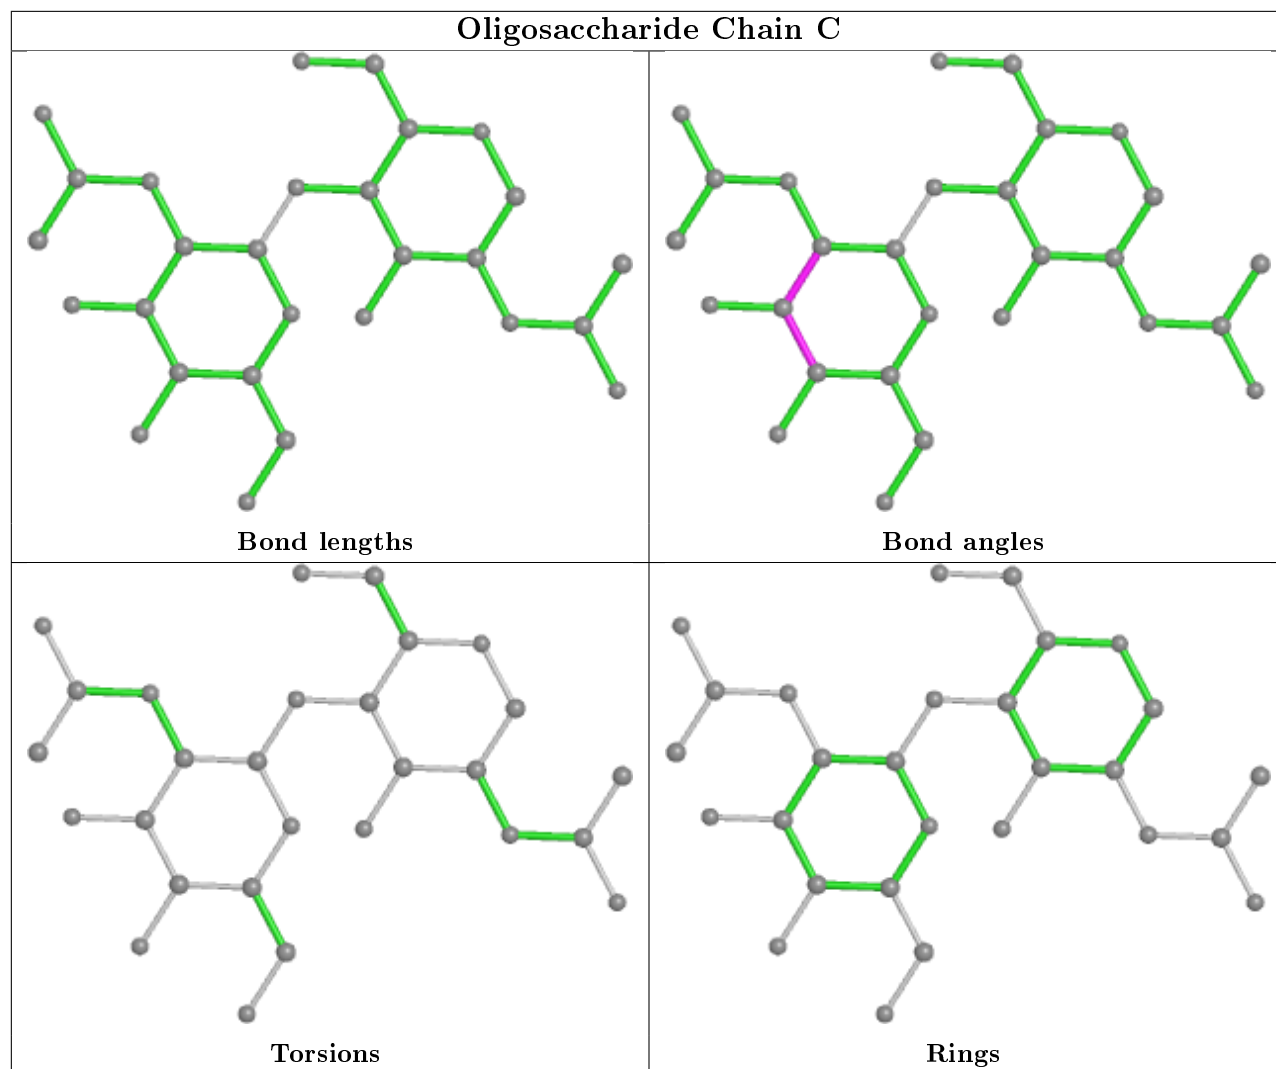 Oligosaccharide Chain C
Bond lengths
Bond angles
Torsions
Rings